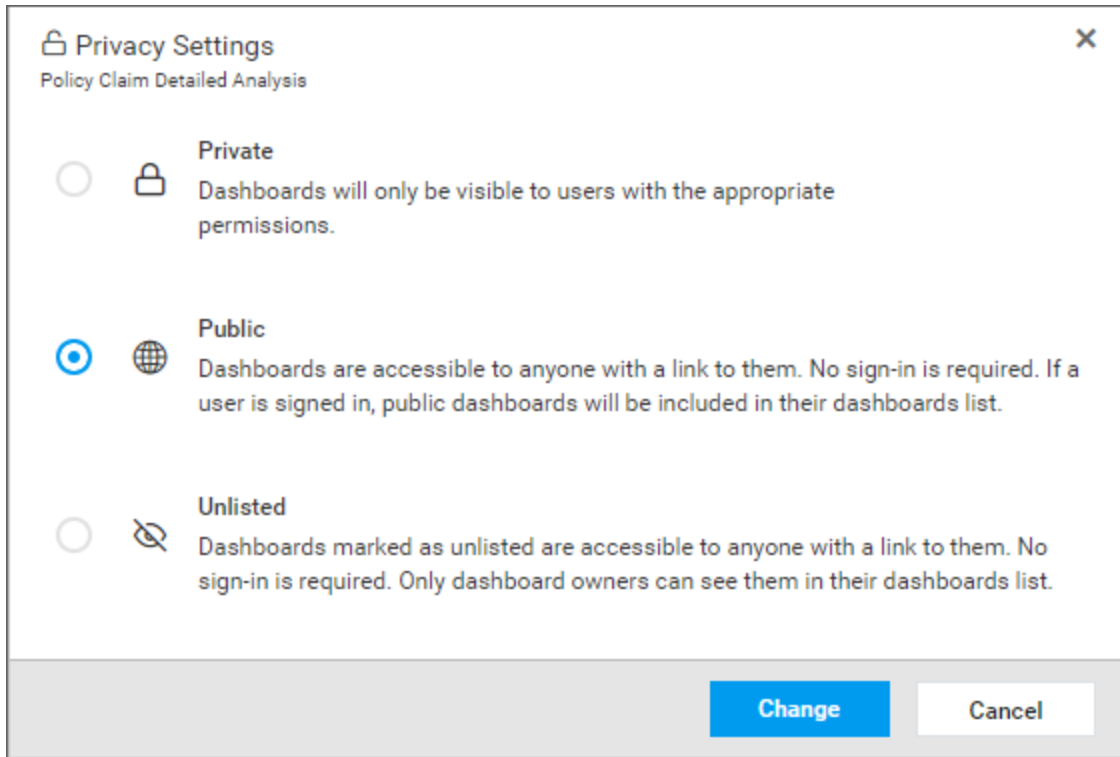 Privacy Settings
Policy Claim Detailed Analysis
Private
Dashboards will only be visible to users with the appropriate
permissions.
Public
Dashboards are accessible to anyone with a link to them. No sign-in is required. If a
user is signed in, public dashboards will be included in their dashboards list.
Unlisted
Dashboards marked as unlisted are accessible to anyone with a link to them. No
sign-in is required. Only dashboard owners can see them in their dashboards list.
Change
Cancel